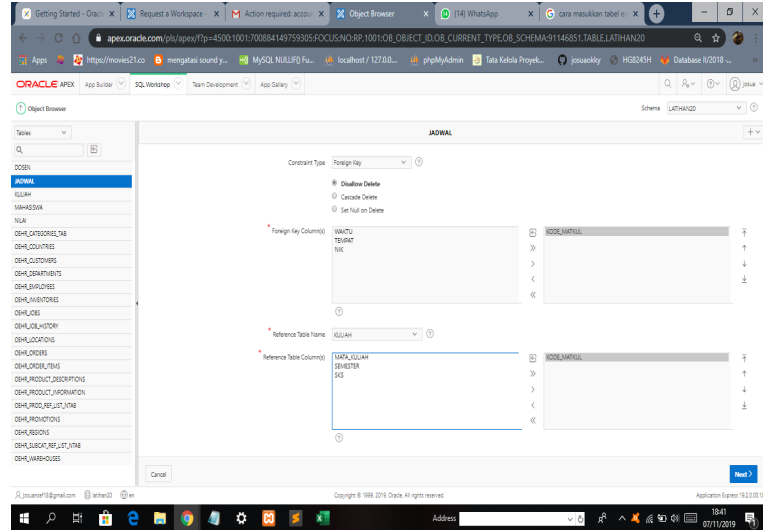 Getting Started - Oracle
Request a Workspace -
Action required: accou
Object Browser
(14) WhatsApp
cara masukkan tabel e
apex.oracle.com/pls/apex/f?p=4500:1001:700884149759305:FOCUS:NO:RP,1001:OB_OBJECT_ID,OB_CURRENT_TYPE,OB_SCHEMA:91146851,TABLE,LATIHAN20
Apps
https://movies21.co
mengatasi sound y...
MySQL NULLIF() Fu...
localhost / 127.0.0...
phpMyAdmin
Tata Kelola Proyek...
josuaokky
HG8245H
Database II/2018 -...
ORACLE APEX
App Builder
SQL Workshop
Team Development
App Gallery
josue
Object Browser
Schema
LATIHAN20
Tables
DOSEN
JADWAL
KULIAH
MAHASISWA
NILAI
OEHR_CATEGORIES_TAB
OEHR_COUNTRIES
OEHR_CUSTOMERS
OEHR_DEPARTMENTS
OEHR_EMPLOYEES
OEHR_INVENTORIES
OEHR_JOBS
OEHR_JOB_HISTORY
OEHR_LOCATIONS
OEHR_ORDERS
OEHR_ORDER_ITEMS
OEHR_PRODUCT_DESCRIPTIONS
OEHR_PRODUCT_INFORMATION
OEHR_PROD_REF_LIST_NTAB
OEHR_PROMOTIONS
OEHR_REGIONS
OEHR_SUBCAT_REF_LIST_NTAB
OEHR_WAREHOUSES
JADWAL
Constraint Type
Foreign Key
Disallow Delete
Cascade Delete
Set Null on Delete
* Foreign Key Column(s)
WAKTU
TEMPAT
NIK
KODE_MATKUL
* Reference Table Name
KULIAH
* Reference Table Column(s)
MATA_KULIAH
SEMESTER
SKS
KODE_MATKUL
Cancel
Next >
latihan20
en
Copyright © 1999, 2019, Oracle. All rights reserved.
Application Express 19.2.0.00.18
Address
18:41
07/11/2019